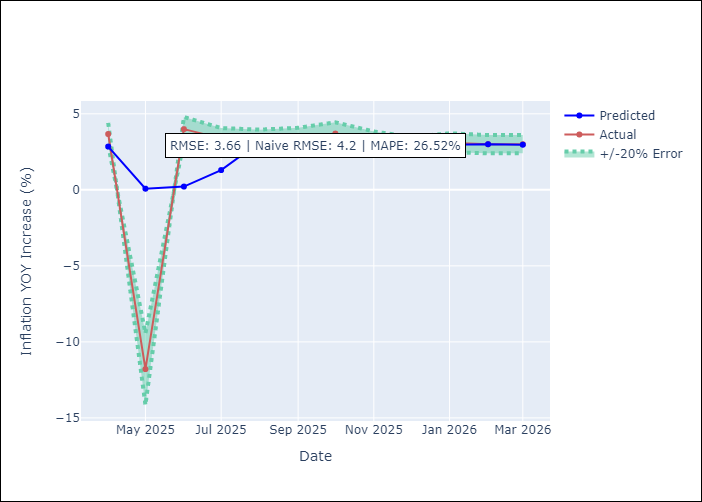 RMSE: 3.66 | Naive RMSE: 4.2 | MAPE: 26.52%
Predicted
Actual
+/-20% Error
5
0
−5
−10
−15
Inflation YOY Increase (%)
May 2025
Jul 2025
Sep 2025
Nov 2025
Jan 2026
Mar 2026
Date